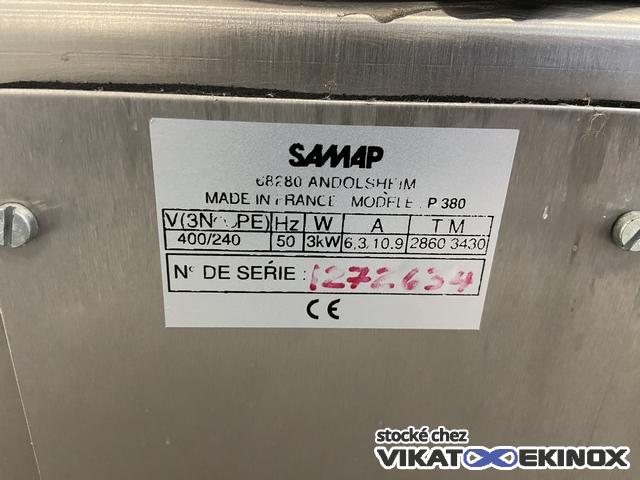 SAMAP
68280 ANDOLSHEIM
MADE IN FRANCE MODÈLE : P 380
V(3N PE) Hz W A T M
400/240 50 3kW 6,3, 10.9 2860 3430
N° DE SERIE : 1272634
CE
stocké chez
VIKAT EKINOX